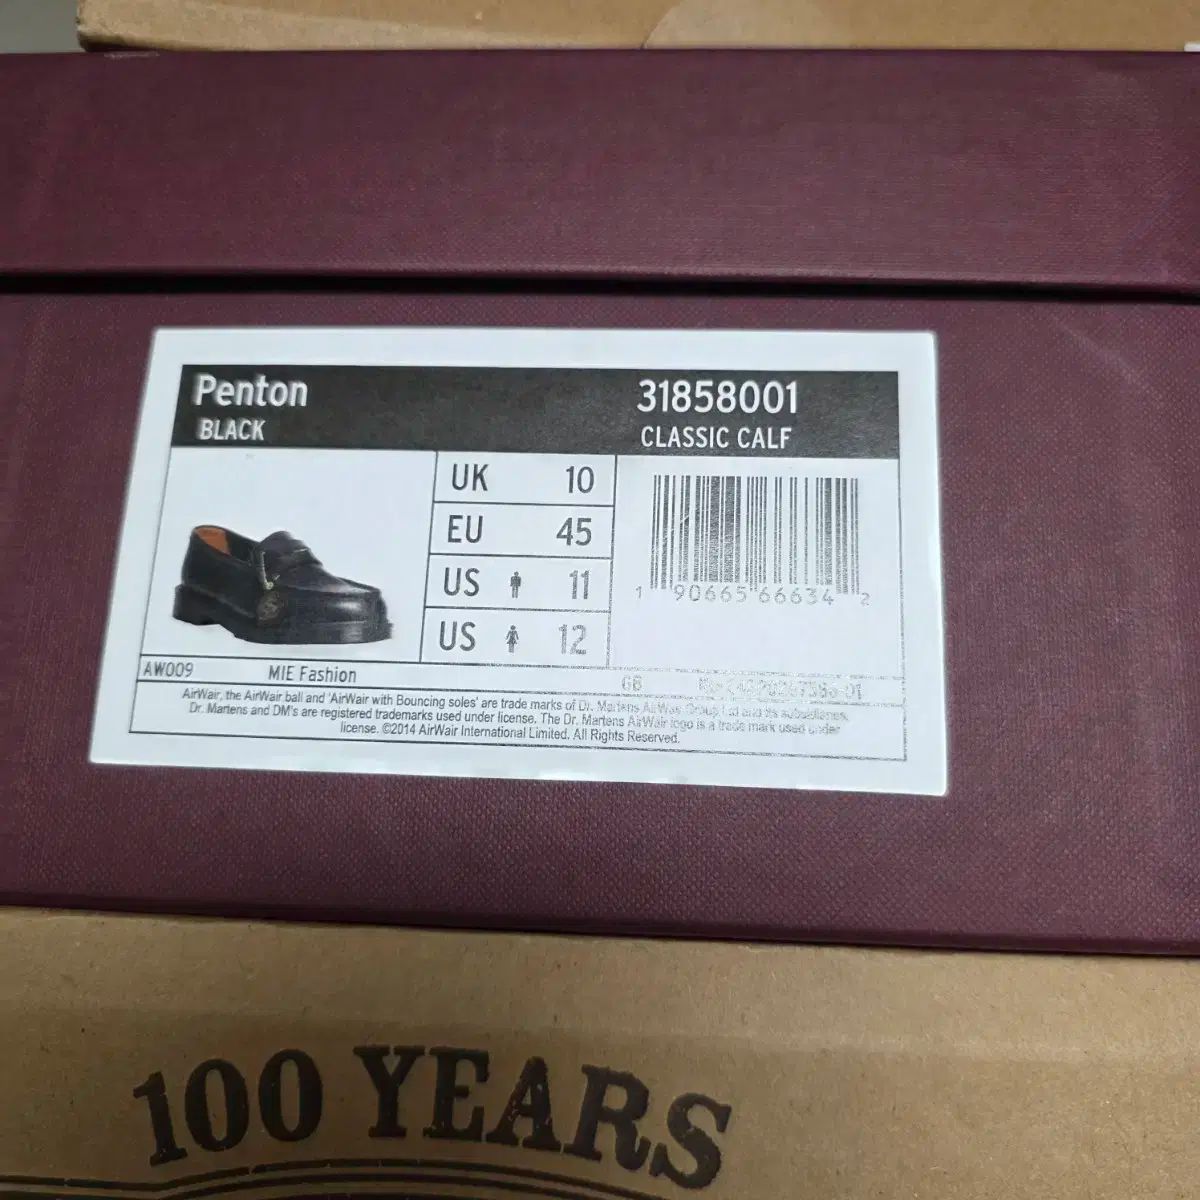 Penton
BLACK
31858001
CLASSIC CALF
UK 10
EU 45
US 11
US 12
1 90665 66634 2
AW009 MIE Fashion GB
AirWair, the AirWair ball and 'AirWair with Bouncing soles' are trade marks of Dr. Martens AirWair Group Ltd and its subsidiaries.
Dr. Martens and DM's are registered trademarks used under license. The Dr. Martens AirWair logo is a trade mark used under
license. ©2014 AirWair International Limited. All Rights Reserved.
100 YEARS